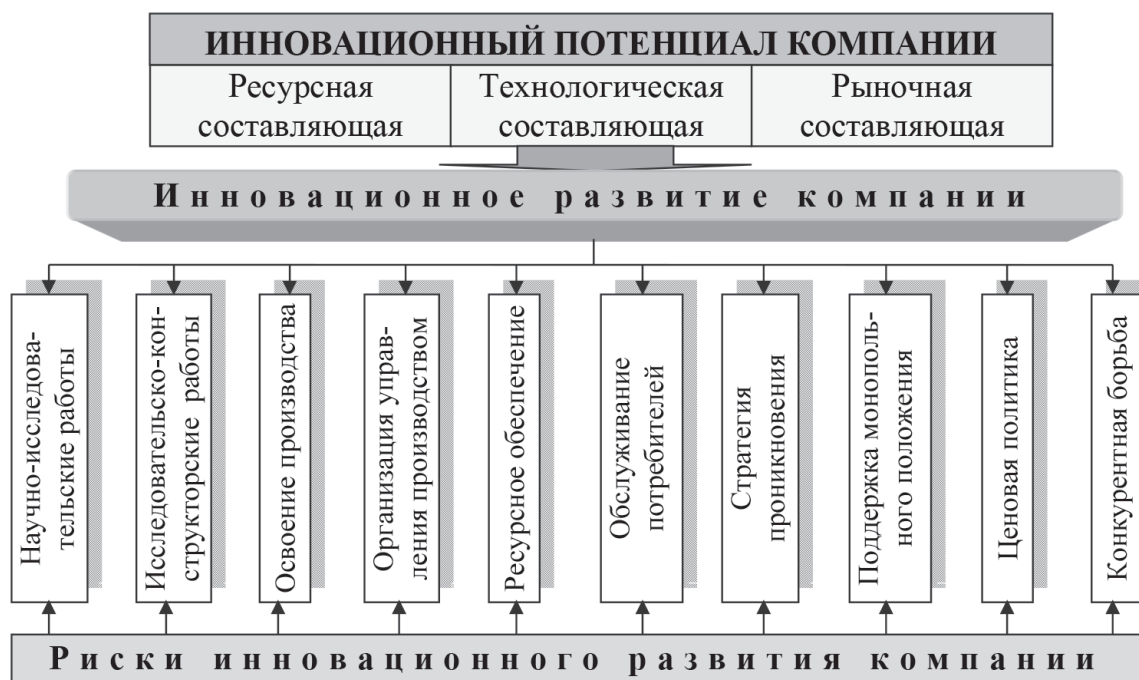 ИННОВАЦИОННЫЙ ПОТЕНЦИАЛ КОМПАНИИ
Ресурсная
составляющая
Технологическая
составляющая
Рыночная
составляющая
Инновационное развитие компании
Научно-исследова-
тельские работы
Исследовательско-кон-
структорские работы
Освоение производства
Организация управ-
ления производством
Ресурсное обеспечение
Обслуживание
потребителей
Стратегия
проникновения
Поддержка монополь-
ного положения
Ценовая политика
Конкурентная борьба
Риски инновационного развития компании